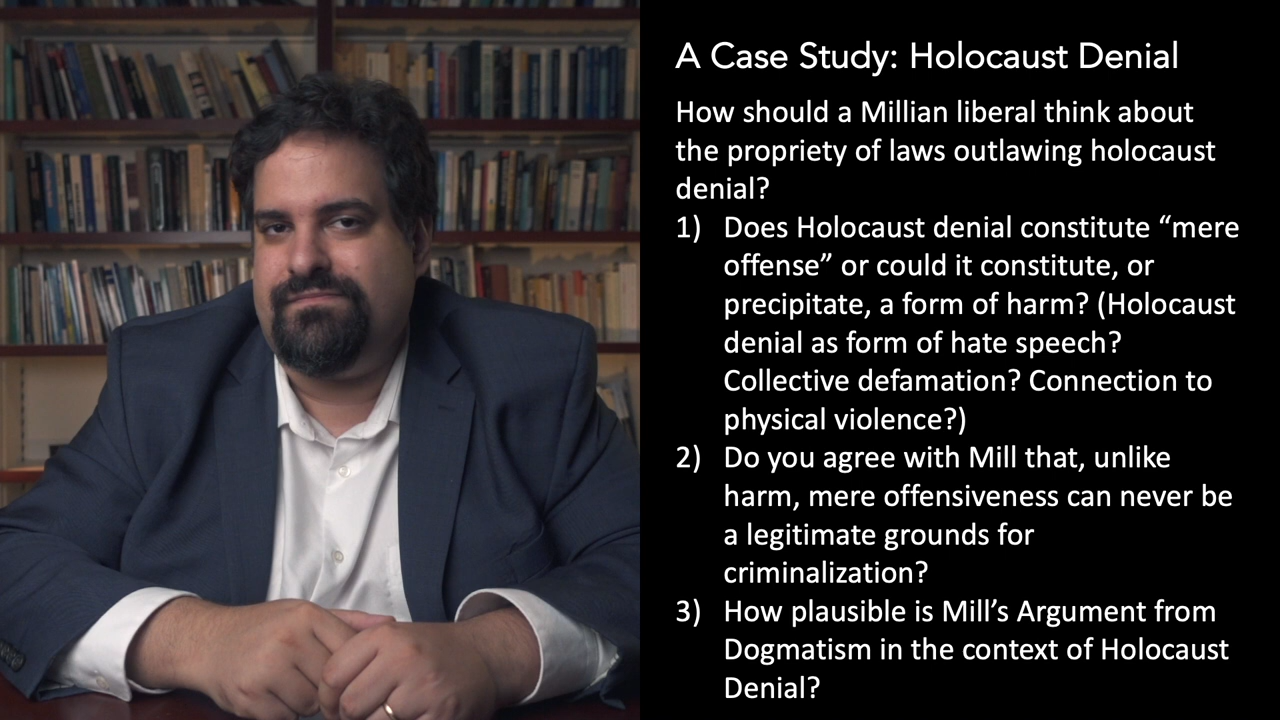 A Case Study: Holocaust Denial
How should a Millian liberal think about
the propriety of laws outlawing holocaust
denial?
1) Does Holocaust denial constitute “mere
offense” or could it constitute, or
precipitate, a form of harm? (Holocaust
denial as form of hate speech?
Collective defamation? Connection to
physical violence?)
2) Do you agree with Mill that, unlike
harm, mere offensiveness can never be
a legitimate grounds for
criminalization?
3) How plausible is Mill’s Argument from
Dogmatism in the context of Holocaust
Denial?